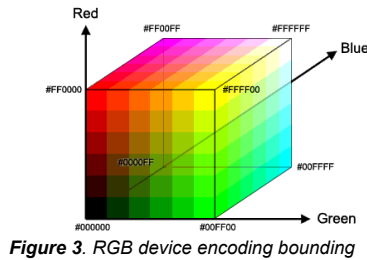 Red
#FF00FF
#FFFFFF
Blue
#FF0000
#FFFF00
#0000FF
#00FFFF
Green
#000000
#00FF00
Figure 3. RGB device encoding bounding